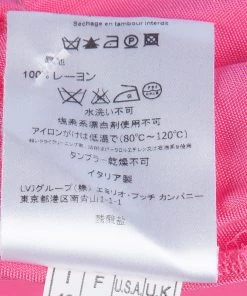 Séchage en tambour interdit
100%レーヨン
水洗い不可
塩素系漂白剤使用不可
アイロンがけは低温で(80℃～120℃)
タンブラー乾燥不可
イタリア製
LVJグループ(株) エミリオ・プッチ カンパニー
東京都港区南青山1-1-1
I F U.S.A. U.K